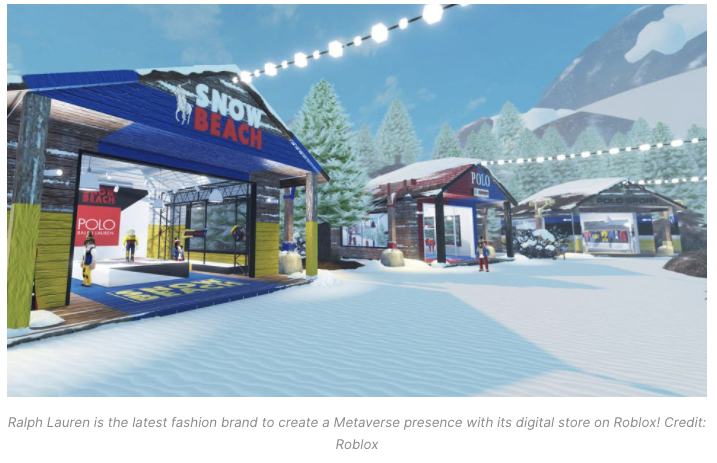 SNOW
BEACH
SNOW
BEACH
POLO
RALPH LAUREN
POLO
Ralph Lauren is the latest fashion brand to create a Metaverse presence with its digital store on Roblox! Credit:
Roblox